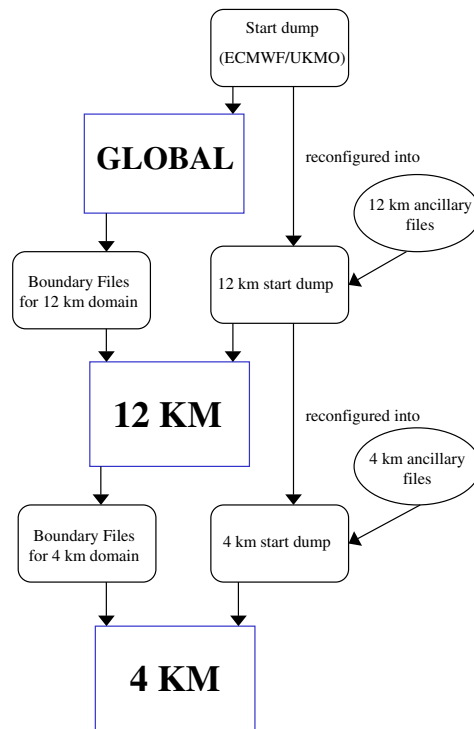 Start dump
(ECMWF/UKMO)
GLOBAL
reconfigured into
12 km ancillary
files
Boundary Files
for 12 km domain
12 km start dump
12 KM
reconfigured into
4 km ancillary
files
Boundary Files
for 4 km domain
4 km start dump
4 KM